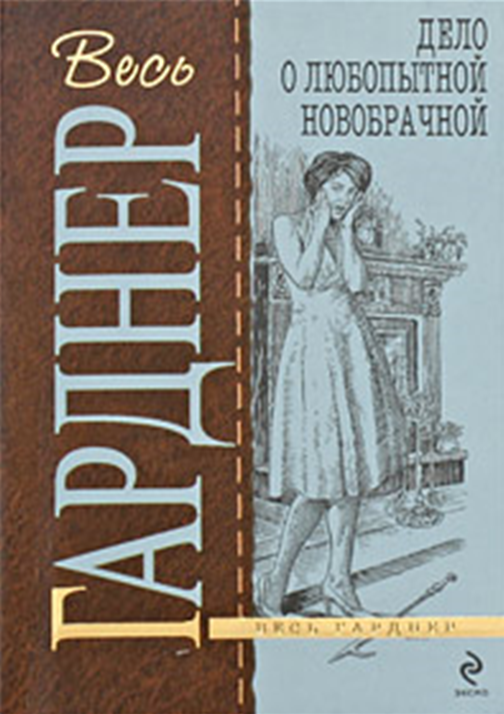 Весь
ГАРДНЕР
ДЕЛО
О ЛЮБОПЫТНОЙ
НОВОБРАЧНОЙ
ВЕСЬ ГАРДНЕР
ЭКСМО